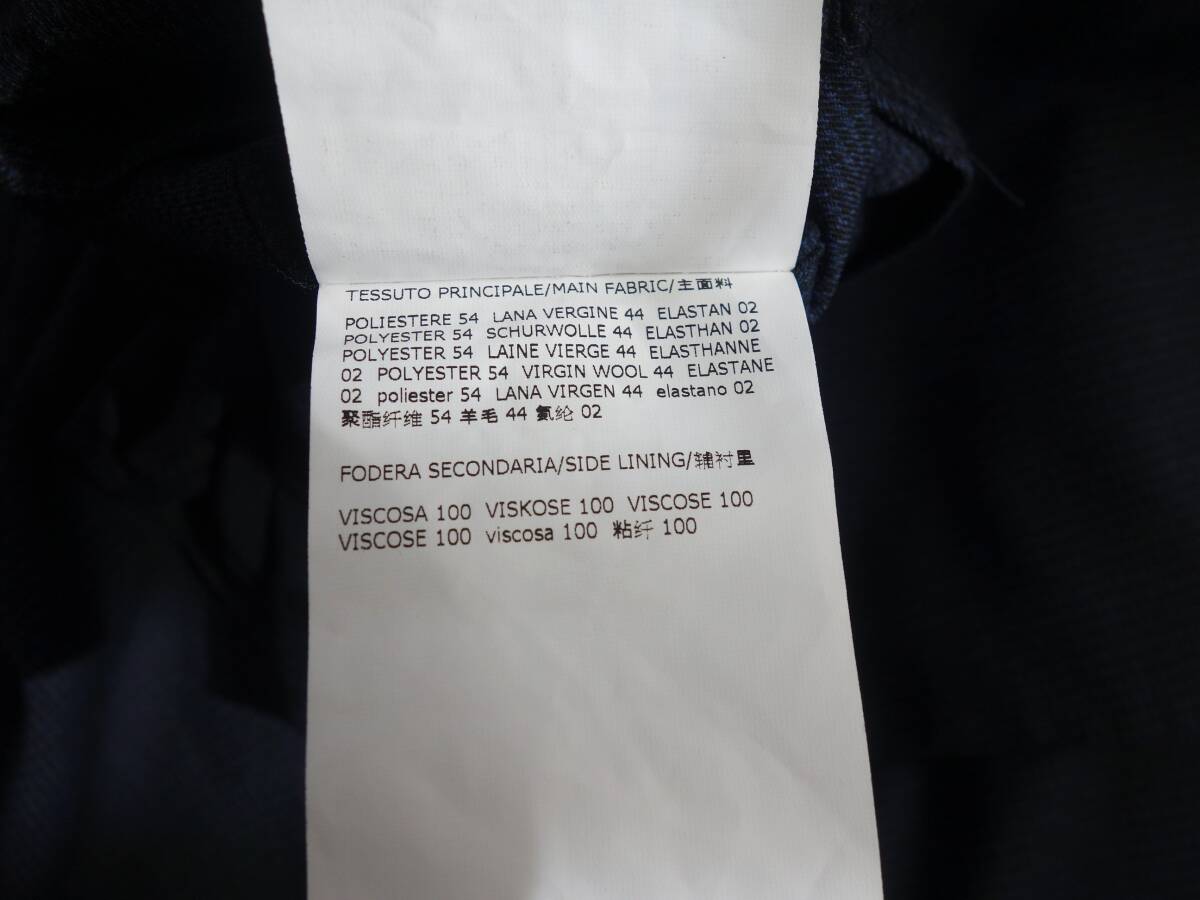 TESSUTO PRINCIPALE/MAIN FABRIC/主面料
POLIESTERE 54 LANA VERGINE 44 ELASTAN 02
POLYESTER 54 SCHURWOLLE 44 ELASTHAN 02
POLYESTER 54 LAINE VIERGE 44 ELASTHANNE
02 POLYESTER 54 VIRGIN WOOL 44 ELASTANE
02 poliester 54 LANA VIRGEN 44 elastano 02
聚酯纤维 54 羊毛 44 氨纶 02
FODERA SECONDARIA/SIDE LINING/辅衬里
VISCOSA 100 VISKOSE 100 VISCOSE 100
VISCOSE 100 viscosa 100 粘纤 100